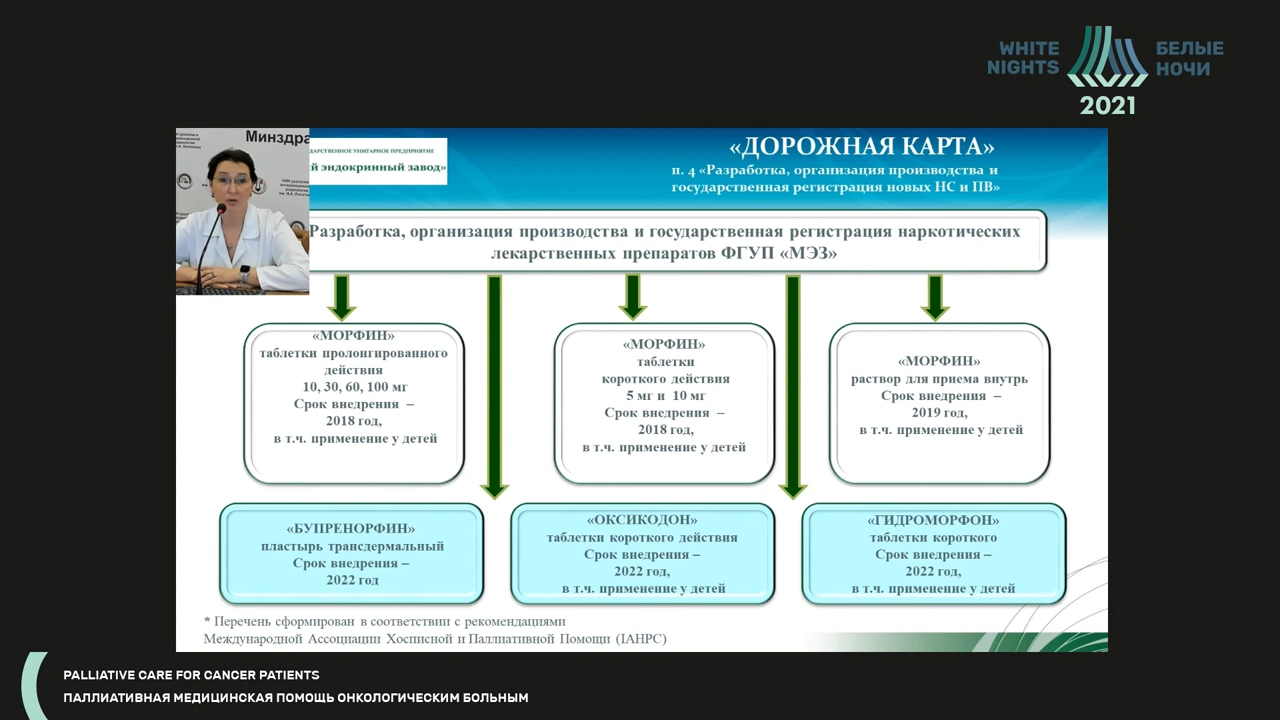 WHITE
NIGHTS
БЕЛЫЕ
НОЧИ
2021
Минздра
ДАРСТВЕННОЕ УНИТАРНОЕ ПРЕДПРИЯТИЕ
й эндокринный завод»
«ДОРОЖНАЯ КАРТА»
п. 4 «Разработка, организация производства и
государственная регистрация новых НС и ПВ»
Разработка, организация производства и государственная регистрация наркотических
лекарственных препаратов ФГУП «МЭЗ»
«МОРФИН»
таблетки пролонгированного
действия
10, 30, 60, 100 мг
Срок внедрения –
2018 год,
в т.ч. применение у детей
«МОРФИН»
таблетки
короткого действия
5 мг и 10 мг
Срок внедрения –
2018 год,
в т.ч. применение у детей
«МОРФИН»
раствор для приема внутрь
Срок внедрения –
2019 год,
в т.ч. применение у детей
«БУПРЕНОРФИН»
пластырь трансдермальный
Срок внедрения –
2022 год
«ОКСИКОДОН»
таблетки короткого действия
Срок внедрения –
2022 год,
в т.ч. применение у детей
«ГИДРОМОРФОН»
таблетки короткого
Срок внедрения –
2022 год,
в т.ч. применение у детей
* Перечень сформирован в соответствии с рекомендациями
Международной Ассоциации Хосписной и Паллиативной Помощи (IAHPC)
PALLIATIVE CARE FOR CANCER PATIENTS
ПАЛЛИАТИВНАЯ МЕДИЦИНСКАЯ ПОМОЩЬ ОНКОЛОГИЧЕСКИМ БОЛЬНЫМ